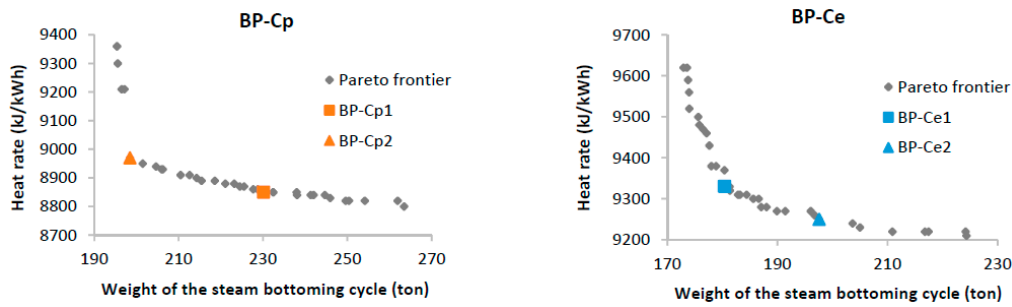 BP-Cp
Heat rate (kJ/kWh)
9400
9300
9200
9100
9000
8900
8800
8700
190 210 230 250 270
Weight of the steam bottoming cycle (ton)
Pareto frontier
BP-Cp1
BP-Cp2
BP-Ce
Heat rate (kJ/kWh)
9700
9600
9500
9400
9300
9200
170 190 210 230
Weight of the steam bottoming cycle (ton)
Pareto frontier
BP-Ce1
BP-Ce2